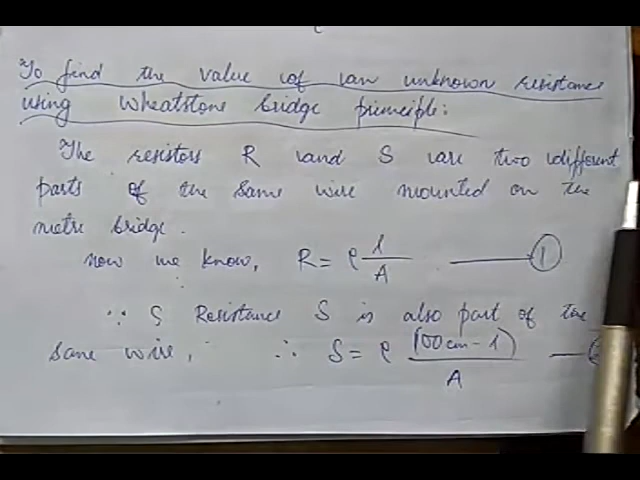 To find the value of an unknown resistance
using Wheatstone bridge principle:
The resistors R and S are two different
parts of the same wire mounted on the
metre bridge.
now we know, R = ρ l/A ——— ①
∵ S Resistance S is also part of the
same wire, ∴ S = ρ (100cm - l)/A —